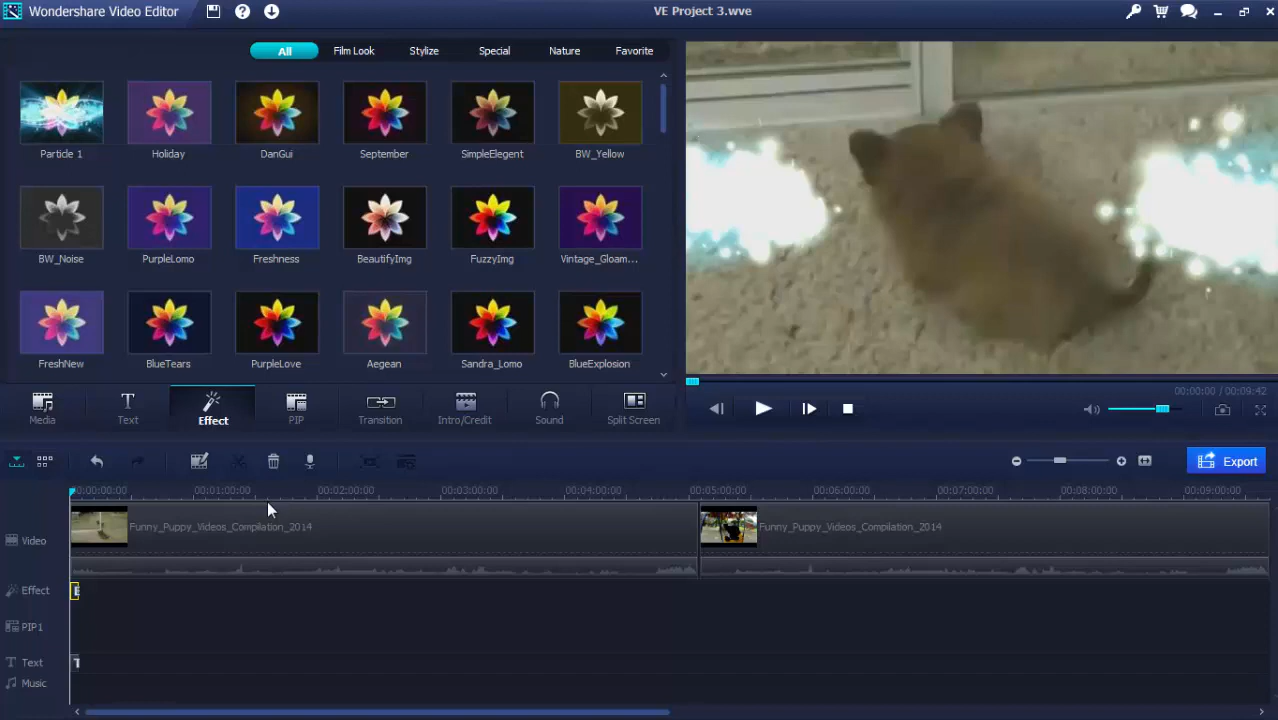 Wondershare Video Editor
VE Project 3.wve
All Film Look Stylize Special Nature Favorite
Particle 1 Holiday DanGui September SimpleElegent BW_Yellow
BW_Noise PurpleLomo Freshness BeautifyImg FuzzyImg Vintage_Gloam...
FreshNew BlueTears PurpleLove Aegean Sandra_Lomo BlueExplosion
Media Text Effect PIP Transition Intro/Credit Sound Split Screen
00:00:00 / 00:09:42
Export
00:00:00:00 00:01:00:00 00:02:00:00 00:03:00:00 00:04:00:00 00:05:00:00 00:06:00:00 00:07:00:00 00:08:00:00 00:09:00:00
Video
Funny_Puppy_Videos_Compilation_2014 Funny_Puppy_Videos_Compilation_2014
Effect
PIP1
Text T
Music